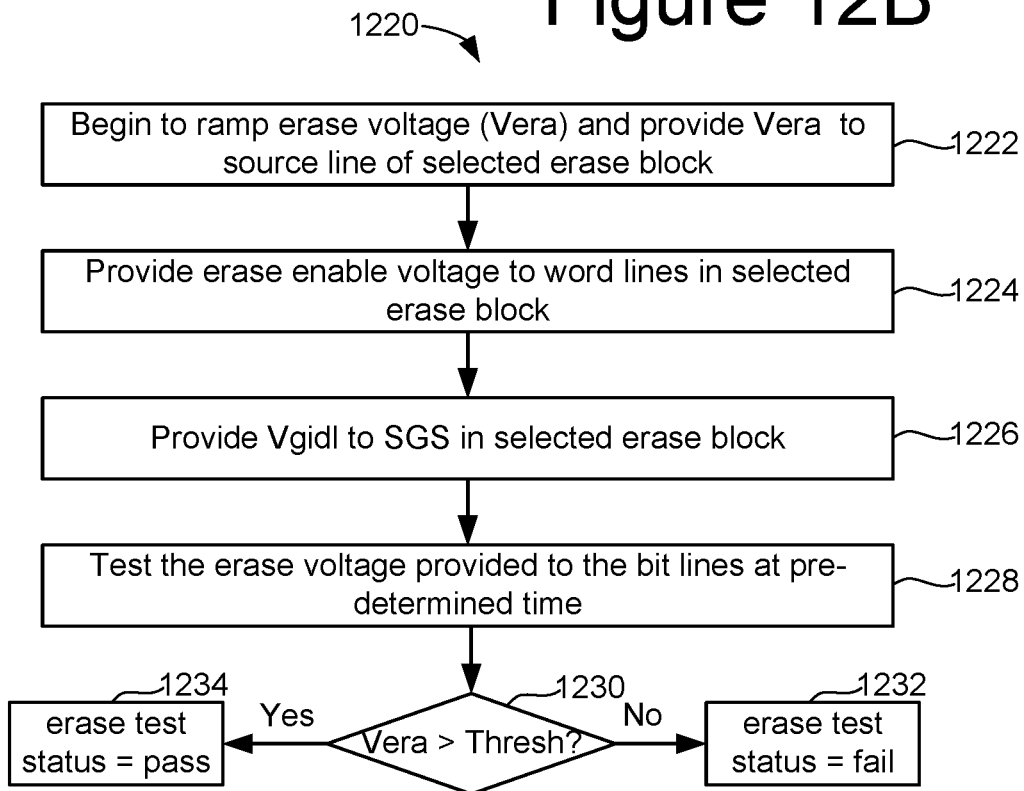 Figure 12B
1220
Begin to ramp erase voltage (Vera) and provide Vera to
source line of selected erase block
1222
Provide erase enable voltage to word lines in selected
erase block
1224
Provide Vgidl to SGS in selected erase block
1226
Test the erase voltage provided to the bit lines at pre-
determined time
1228
1234
1230
1232
Yes
No
erase test
status = pass
Vera > Thresh?
erase test
status = fail